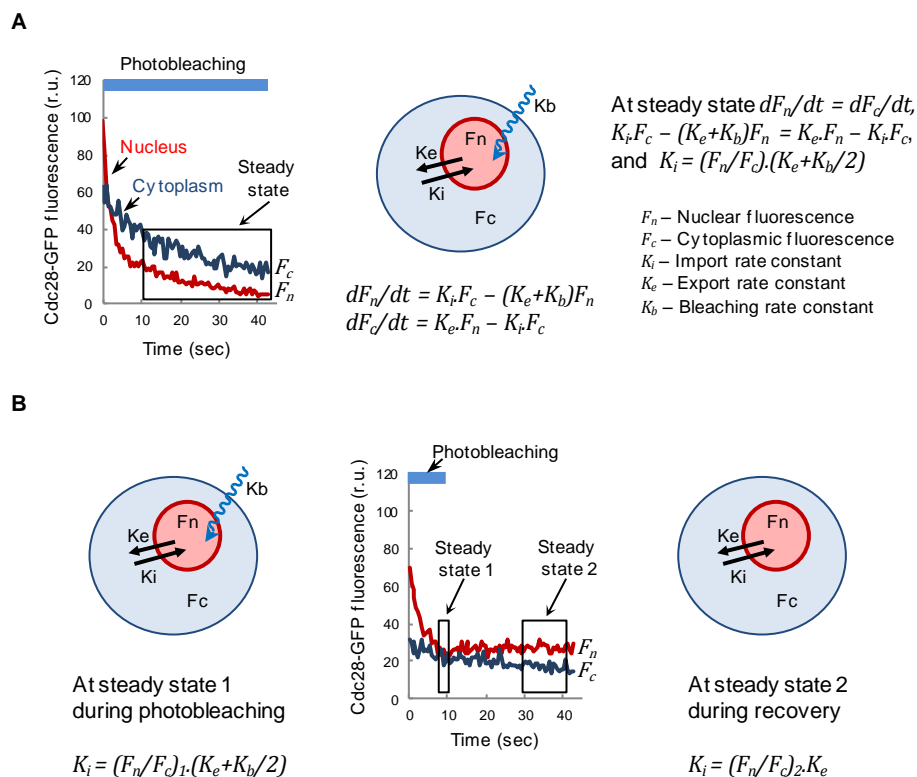 A
Photobleaching
Cdc28-GFP fluorescence (r.u.)
120
100
80
60
40
20
0
Nucleus
Cytoplasm
Steady
state
Fc
Fn
0 10 20 30 40
Time (sec)
Kb
Fn
Ke
Ki
Fc
dFn/dt = Ki.Fc – (Ke+Kb)Fn
dFc/dt = Ke.Fn – Ki.Fc
At steady state dFn/dt = dFc/dt,
Ki.Fc – (Ke+Kb)Fn = Ke.Fn – Ki.Fc,
and Ki = (Fn/Fc).(Ke+Kb/2)
Fn – Nuclear fluorescence
Fc – Cytoplasmic fluorescence
Ki – Import rate constant
Ke – Export rate constant
Kb – Bleaching rate constant
B
Kb
Fn
Ke
Ki
Fc
At steady state 1
during photobleaching
Ki = (Fn/Fc)1.(Ke+Kb/2)
Photobleaching
Cdc28-GFP fluorescence (r.u.)
120
100
80
60
40
20
0
Steady
state 1
Steady
state 2
Fn
Fc
0 10 20 30 40
Time (sec)
Fn
Ke
Ki
Fc
At steady state 2
during recovery
Ki = (Fn/Fc)2.Ke